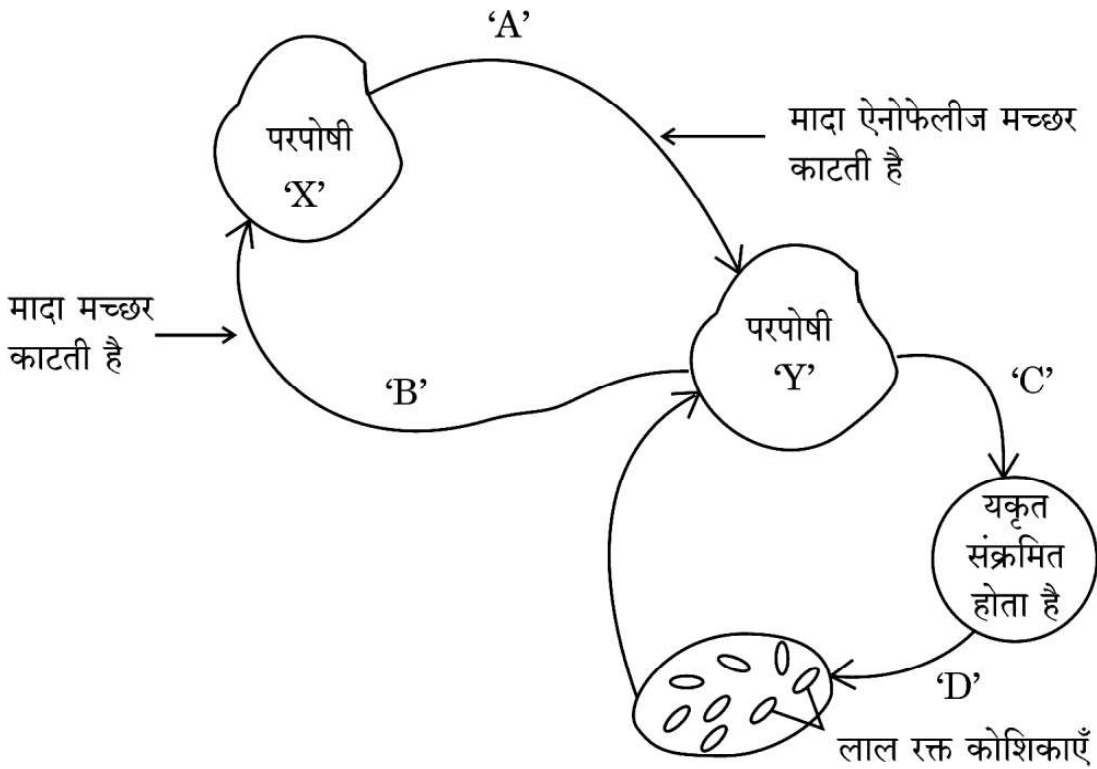 ‘A’
परपोषी
‘X’
मादा ऐनोफेलीज मच्छर
काटती है
मादा मच्छर
काटती है
परपोषी
‘Y’
‘B’
‘C’
यकृत
संक्रमित
होता है
‘D’
लाल रक्त कोशिकाएँ